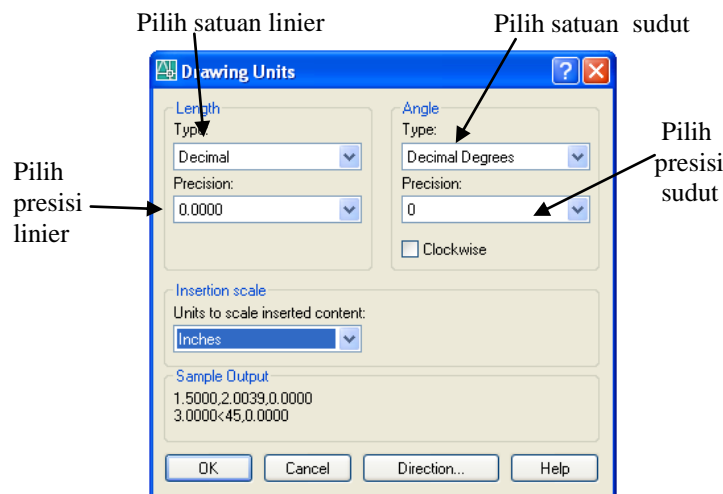 Pilih satuan linier
Pilih satuan sudut
Drawing Units
Length
Type:
Decimal
Precision:
0.0000
Angle
Type:
Decimal Degrees
Precision:
0
Clockwise
Pilih
presisi
linier
Pilih
presisi
sudut
Insertion scale
Units to scale inserted content:
Inches
Sample Output
1.5000,2.0039,0.0000
3.0000<45,0.0000
OK
Cancel
Direction...
Help